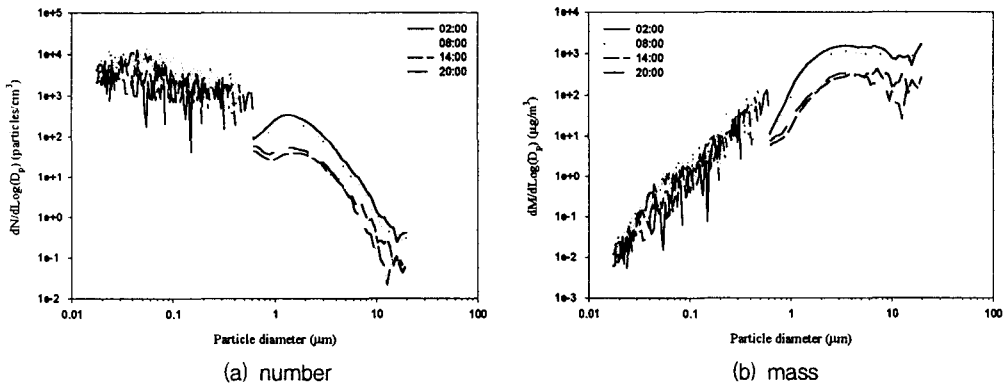 1e+5
1e+4
1e+3
1e+2
1e+1
1e+0
1e-1
1e-2
dN/dLog(Dp) (particles/cm3)
02:00
08:00
14:00
20:00
0.01
0.1
1
10
100
Particle diameter (μm)
(a) number
1e+4
1e+3
1e+2
1e+1
1e+0
1e-1
1e-2
1e-3
dM/dLog(Dp) (μg/m3)
02:00
08:00
14:00
20:00
0.01
0.1
1
10
100
Particle diameter (μm)
(b) mass